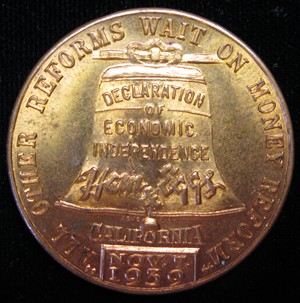 ALL OTHER REFORMS WAIT ON MONEY REFORM
DECLARATION
OF
ECONOMIC
INDEPENDENCE
Ham & Eggs
CALIFORNIA
NOV. 7
1939